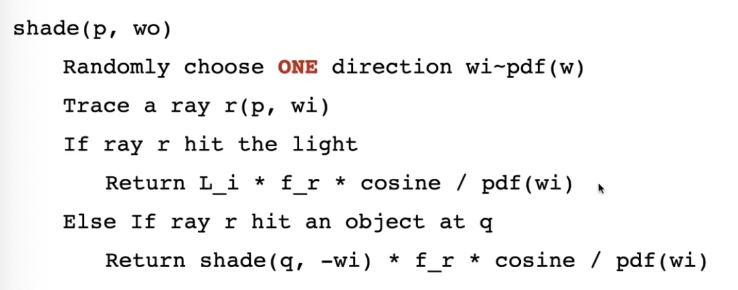 shade(p, wo)
Randomly choose ONE direction wi~pdf(w)
Trace a ray r(p, wi)
If ray r hit the light
Return L_i * f_r * cosine / pdf(wi)
Else If ray r hit an object at q
Return shade(q, -wi) * f_r * cosine / pdf(wi)